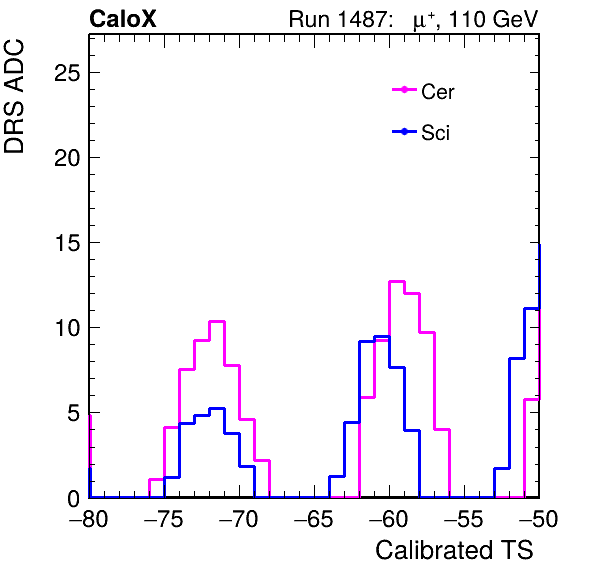 CaloX Run 1487: μ⁺, 110 GeV
DRS ADC
25
20
15
10
5
0
Cer
Sci
−80 −75 −70 −65 −60 −55 −50
Calibrated TS